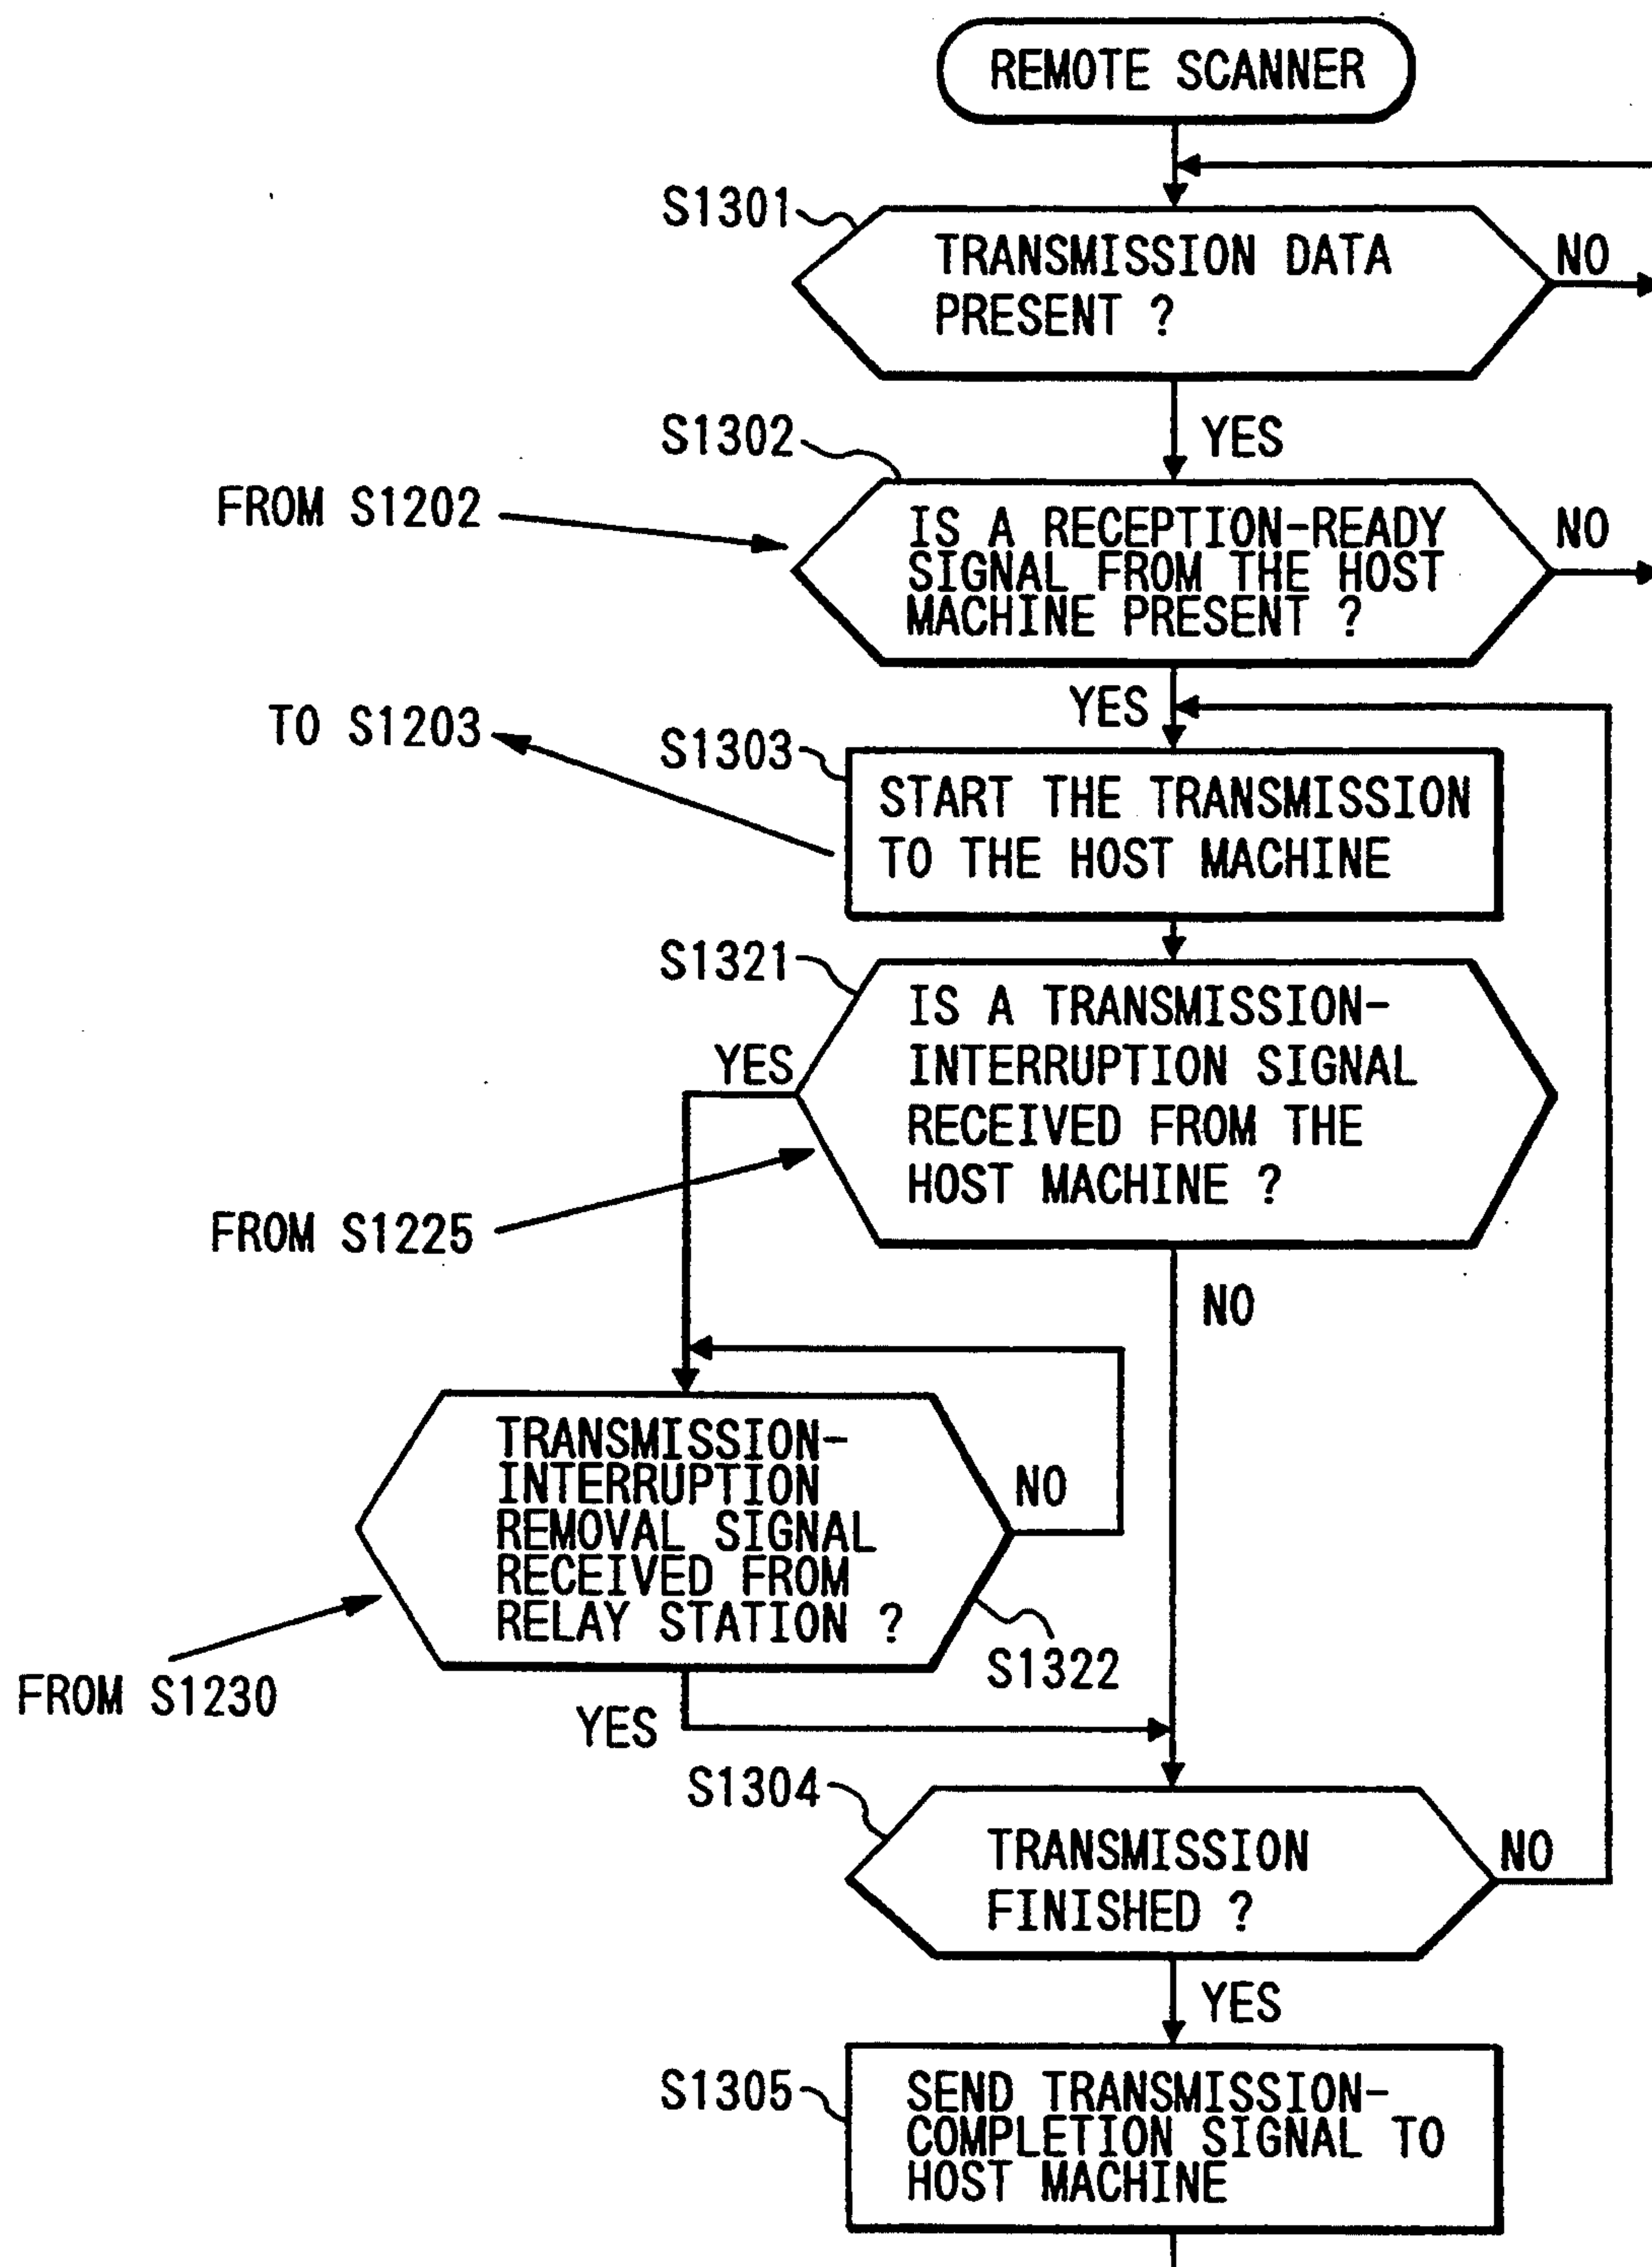 REMOTE SCANNER
S1301
TRANSMISSION DATA
PRESENT ?
NO
YES
S1302
FROM S1202
IS A RECEPTION-READY
SIGNAL FROM THE HOST
MACHINE PRESENT ?
NO
YES
TO S1203
S1303
START THE TRANSMISSION
TO THE HOST MACHINE
S1321
IS A TRANSMISSION-
INTERRUPTION SIGNAL
RECEIVED FROM THE
HOST MACHINE ?
YES
FROM S1225
NO
TRANSMISSION-
INTERRUPTION
REMOVAL SIGNAL
RECEIVED FROM
RELAY STATION ?
NO
S1322
FROM S1230
YES
S1304
TRANSMISSION
FINISHED ?
NO
YES
S1305
SEND TRANSMISSION-
COMPLETION SIGNAL TO
HOST MACHINE